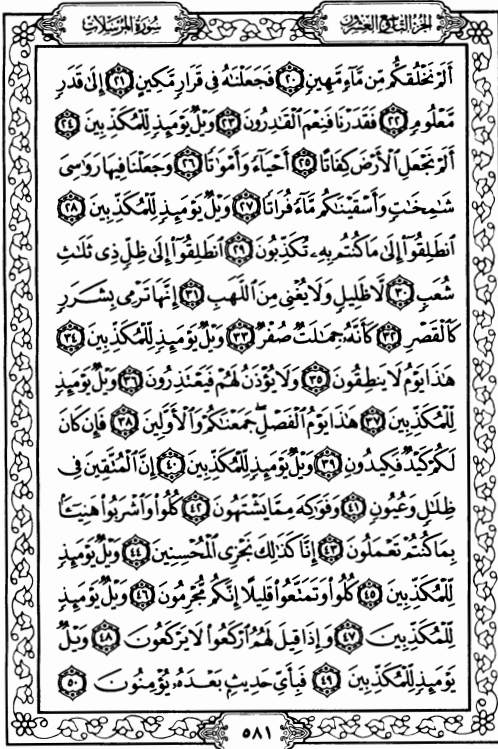 الجزء التاسع والعشرون
سورة المرسلات
أَلَمْ نَخْلُقكُّم مِّن مَّآءٍ مَّهِينٍ ٢٠ فَجَعَلْنَٰهُ فِى قَرَارٍ مَّكِينٍ ٢١ إِلَىٰ قَدَرٍ
مَّعْلُومٍ ٢٢ فَقَدَرْنَا فَنِعْمَ ٱلْقَٰدِرُونَ ٢٣ وَيْلٌ يَوْمَئِذٍ لِّلْمُكَذِّبِينَ ٢٤
أَلَمْ نَجْعَلِ ٱلْأَرْضَ كِفَاتًا ٢٥ أَحْيَآءً وَأَمْوَٰتًا ٢٦ وَجَعَلْنَا فِيهَا رَوَٰسِىَ
شَٰمِخَٰتٍ وَأَسْقَيْنَٰكُم مَّآءً فُرَاتًا ٢٧ وَيْلٌ يَوْمَئِذٍ لِّلْمُكَذِّبِينَ ٢٨
ٱنطَلِقُوٓا۟ إِلَىٰ مَا كُنتُم بِهِۦ تُكَذِّبُونَ ٢٩ ٱنطَلِقُوٓا۟ إِلَىٰ ظِلٍّ ذِى ثَلَٰثِ
شُعَبٍ ٣٠ لَّا ظَلِيلٍ وَلَا يُغْنِى مِنَ ٱللَّهَبِ ٣١ إِنَّهَا تَرْمِى بِشَرَرٍ
كَٱلْقَصْرِ ٣٢ كَأَنَّهُۥ جِمَٰلَتٌ صُفْرٌ ٣٣ وَيْلٌ يَوْمَئِذٍ لِّلْمُكَذِّبِينَ ٣٤
هَٰذَا يَوْمُ لَا يَنطِقُونَ ٣٥ وَلَا يُؤْذَنُ لَهُمْ فَيَعْتَذِرُونَ ٣٦ وَيْلٌ يَوْمَئِذٍ
لِّلْمُكَذِّبِينَ ٣٧ هَٰذَا يَوْمُ ٱلْفَصْلِ ۖ جَمَعْنَٰكُمْ وَٱلْأَوَّلِينَ ٣٨ فَإِن كَانَ
لَكُمْ كَيْدٌ فَكِيدُونِ ٣٩ وَيْلٌ يَوْمَئِذٍ لِّلْمُكَذِّبِينَ ٤٠ إِنَّ ٱلْمُتَّقِينَ فِى
ظِلَٰلٍ وَعُيُونٍ ٤١ وَفَوَٰكِهَ مِمَّا يَشْتَهُونَ ٤٢ كُلُوا۟ وَٱشْرَبُوا۟ هَنِيٓـًٔۢا
بِمَا كُنتُمْ تَعْمَلُونَ ٤٣ إِنَّا كَذَٰلِكَ نَجْزِى ٱلْمُحْسِنِينَ ٤٤ وَيْلٌ يَوْمَئِذٍ
لِّلْمُكَذِّبِينَ ٤٥ كُلُوا۟ وَتَمَتَّعُوا۟ قَلِيلًا إِنَّكُم مُّجْرِمُونَ ٤٦ وَيْلٌ يَوْمَئِذٍ
لِّلْمُكَذِّبِينَ ٤٧ وَإِذَا قِيلَ لَهُمُ ٱرْكَعُوا۟ لَا يَرْكَعُونَ ٤٨ وَيْلٌ
يَوْمَئِذٍ لِّلْمُكَذِّبِينَ ٤٩ فَبِأَىِّ حَدِيثٍۭ بَعْدَهُۥ يُؤْمِنُونَ ٥٠
٥٨١